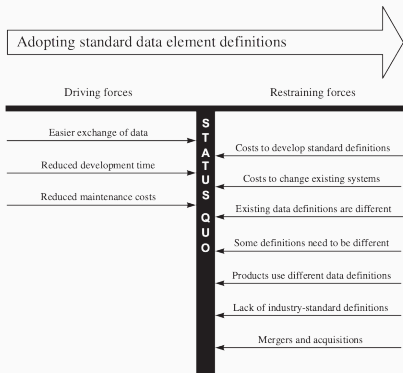 Adopting standard data element definitions
Driving forces
Restraining forces
STATUS QUO
Easier exchange of data
Reduced development time
Reduced maintenance costs
Costs to develop standard definitions
Costs to change existing systems
Existing data definitions are different
Some definitions need to be different
Products use different data definitions
Lack of industry-standard definitions
Mergers and acquisitions